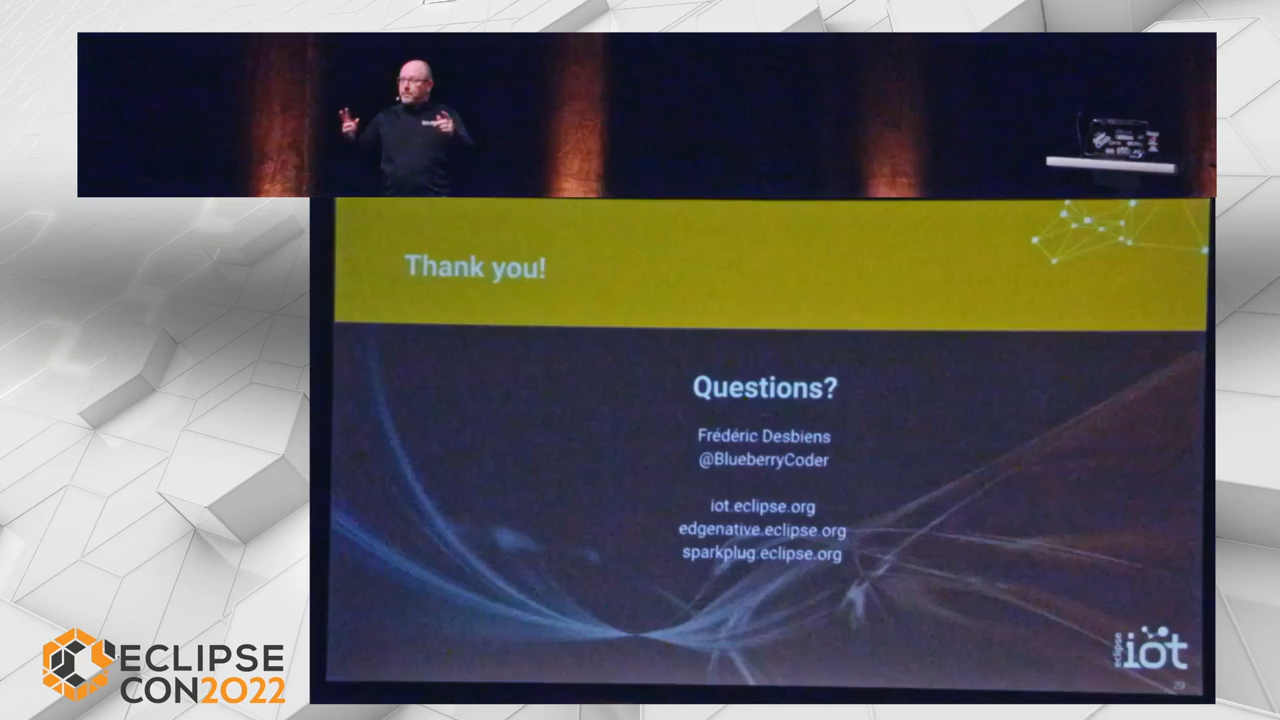 Thank you!
Questions?
Frédéric Desbiens
@BlueberryCoder
iot.eclipse.org
edgenative.eclipse.org
sparkplug.eclipse.org
eclipse
iot
29
ECLIPSE
CON2022